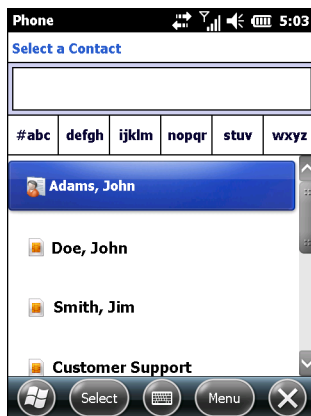 Phone 5:03
Select a Contact
#abc defgh ijklm nopqr stuv wxyz
Adams, John
Doe, John
Smith, Jim
Customer Support
Select Menu